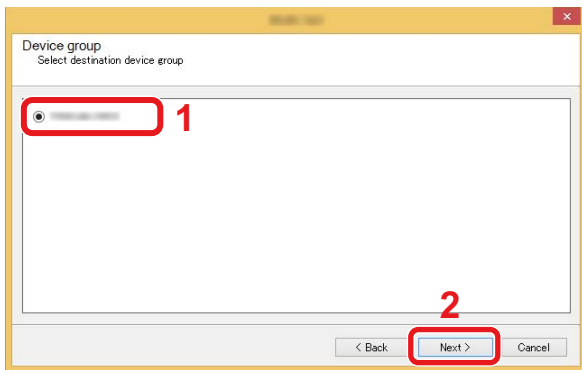 Device group
Select destination device group
1
2
< Back
Next >
Cancel